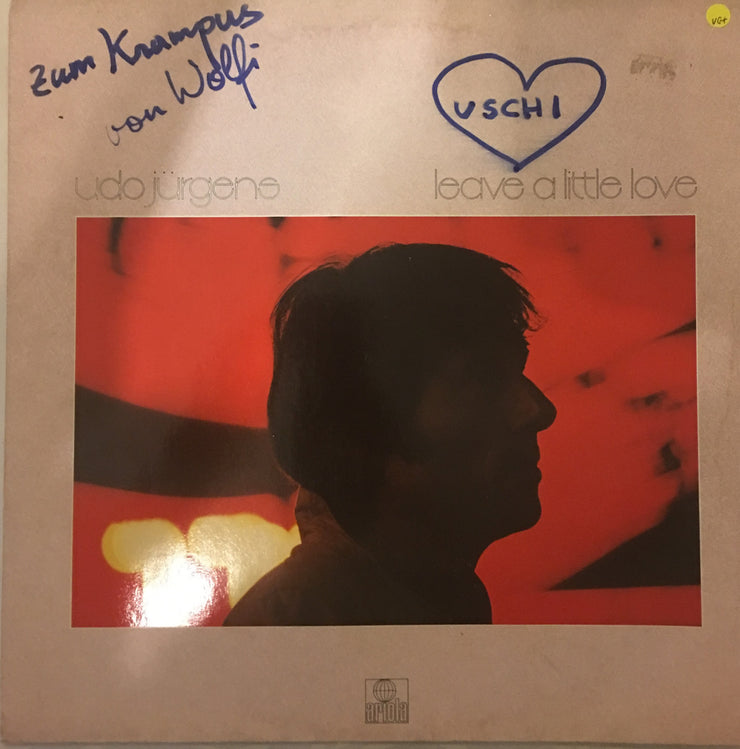 zum Krampus
von Wolfi
USCHI
VG+
udo jürgens
leave a little love
ariola